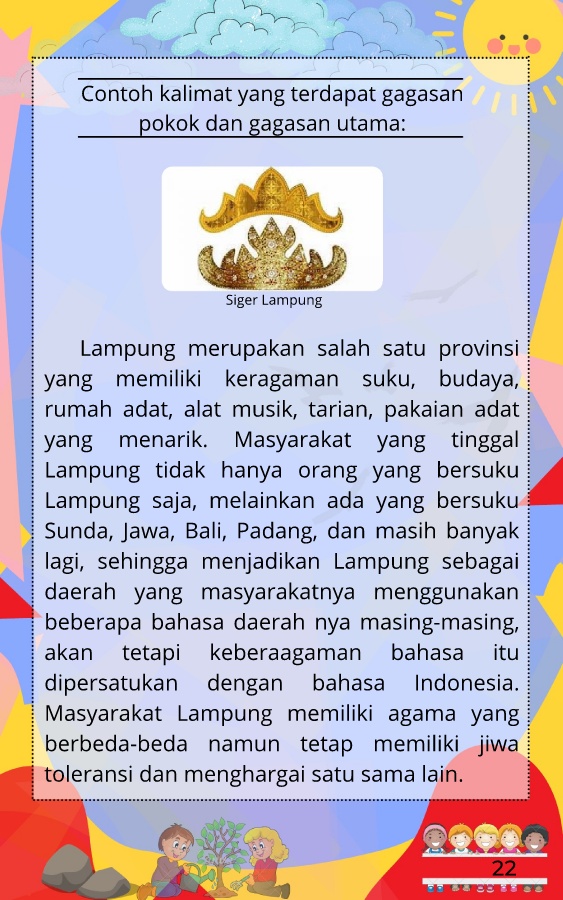 Contoh kalimat yang terdapat gagasan
pokok dan gagasan utama:
Siger Lampung
Lampung merupakan salah satu provinsi
yang memiliki keragaman suku, budaya,
rumah adat, alat musik, tarian, pakaian adat
yang menarik. Masyarakat yang tinggal
Lampung tidak hanya orang yang bersuku
Lampung saja, melainkan ada yang bersuku
Sunda, Jawa, Bali, Padang, dan masih banyak
lagi, sehingga menjadikan Lampung sebagai
daerah yang masyarakatnya menggunakan
beberapa bahasa daerah nya masing-masing,
akan tetapi keberaagaman bahasa itu
dipersatukan dengan bahasa Indonesia.
Masyarakat Lampung memiliki agama yang
berbeda-beda namun tetap memiliki jiwa
toleransi dan menghargai satu sama lain.
22